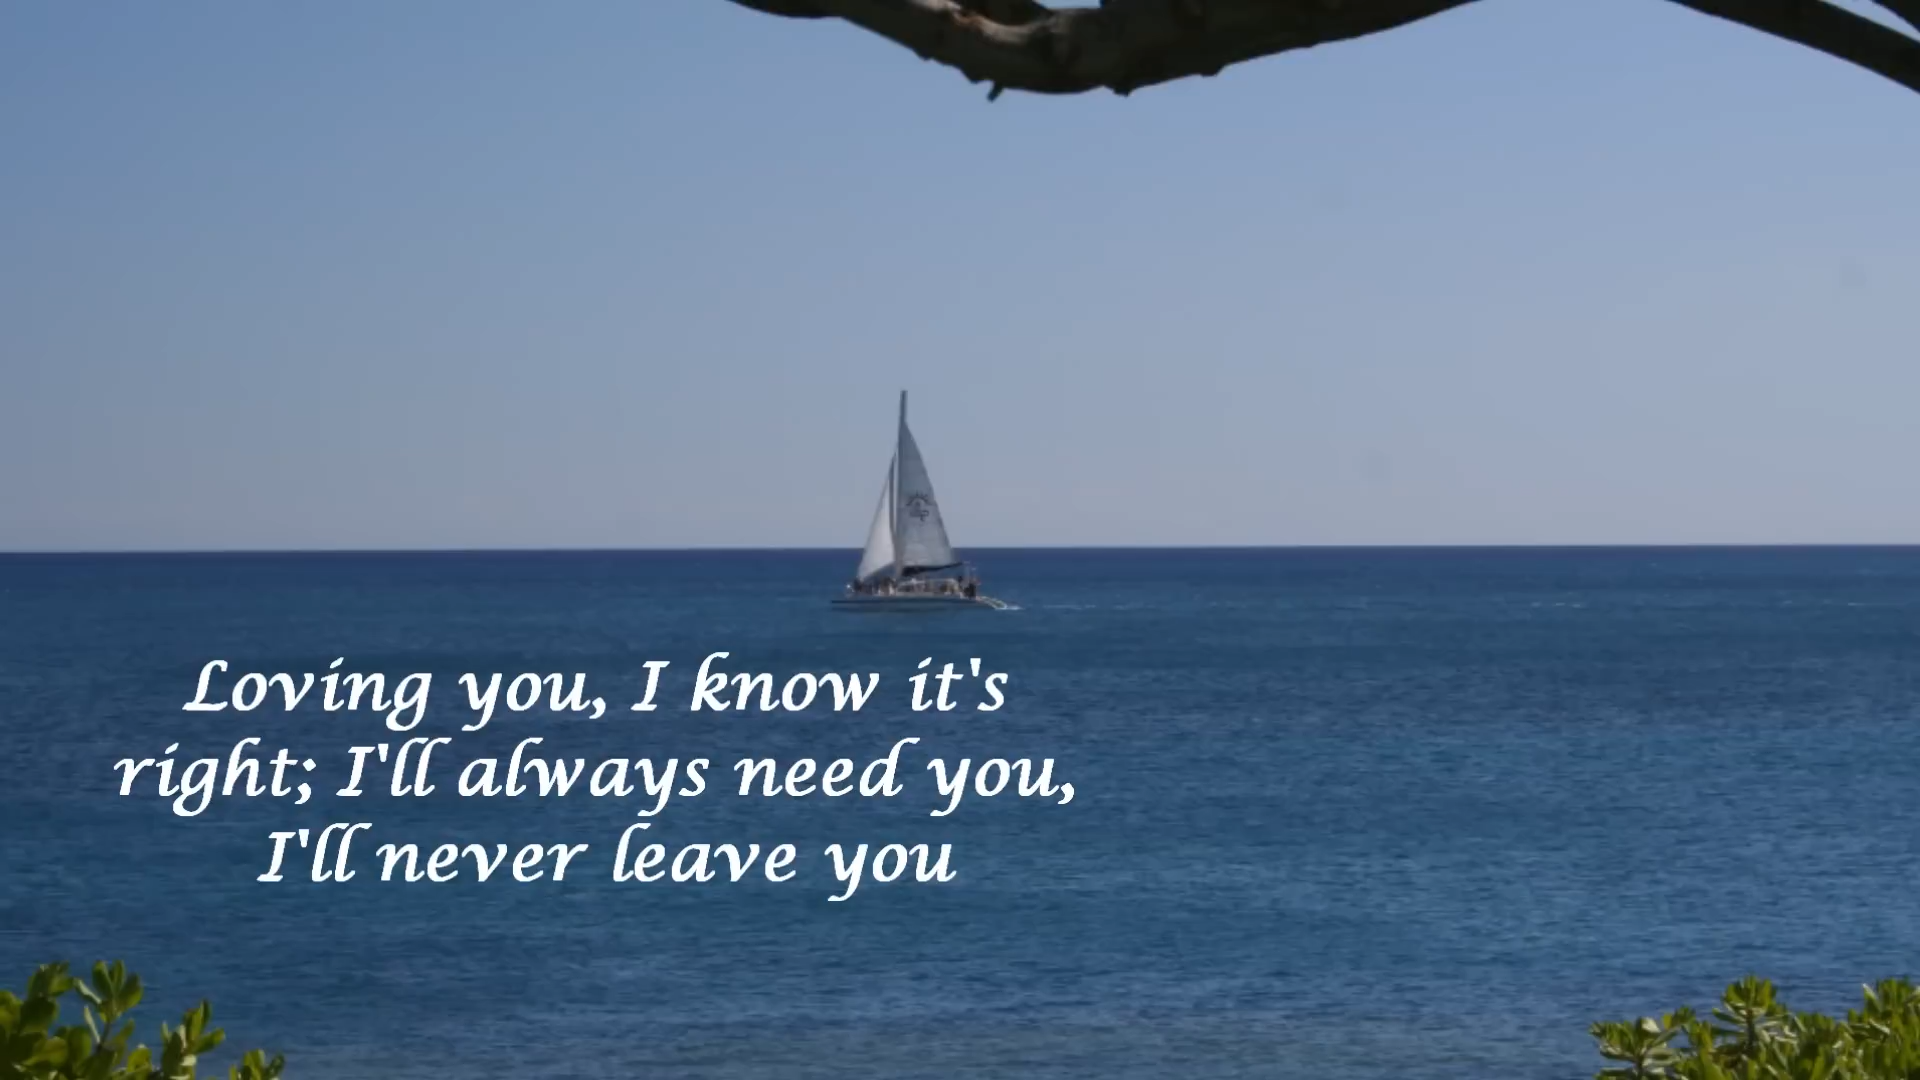 Loving you, I know it's
right; I'll always need you,
I'll never leave you